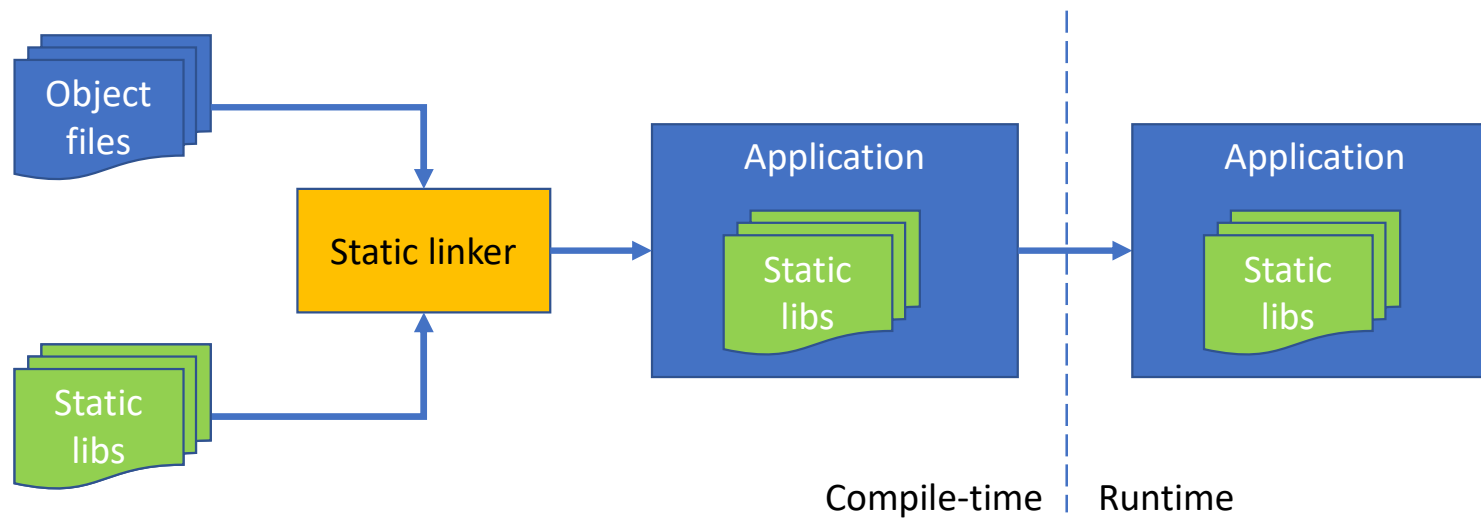 Object
files
Static
libs
Static linker
Application
Static
libs
Application
Static
libs
Compile-time
Runtime